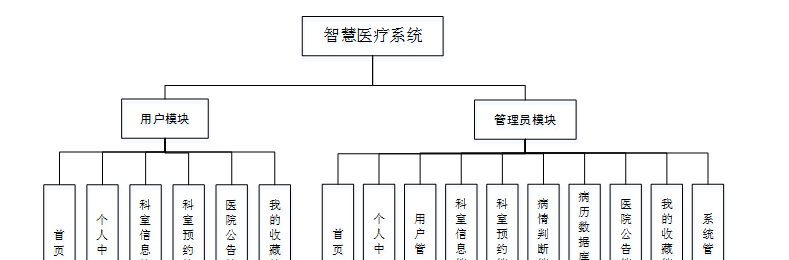 智慧医疗系统
用户模块
管理员模块
首页
个人中
科室信息
科室预约
医院公告
我的收藏
首页
个人中
用户管
科室信息
科室预约
病情判断
病历数据库
医院公告
我的收藏
系统管